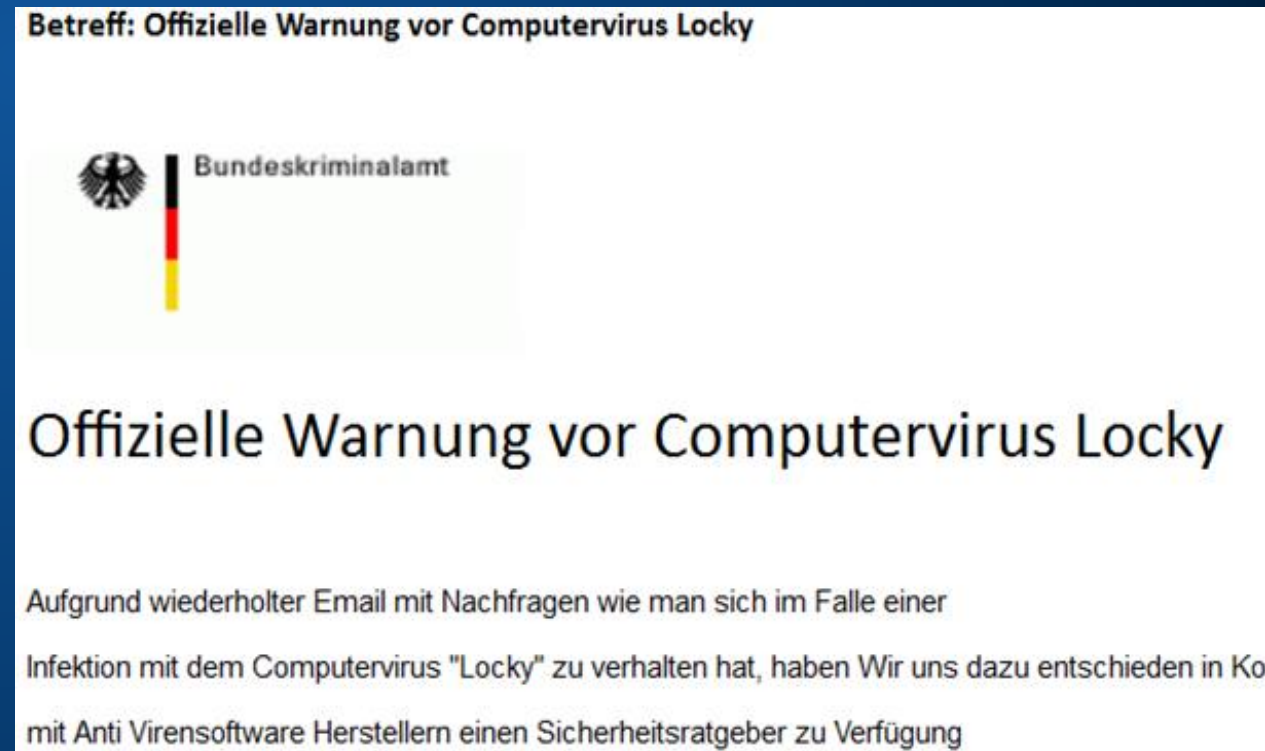 Betreff: Offizielle Warnung vor Computervirus Locky
Bundeskriminalamt
Offizielle Warnung vor Computervirus Locky
Aufgrund wiederholter Email mit Nachfragen wie man sich im Falle einer
Infektion mit dem Computervirus "Locky" zu verhalten hat, haben Wir uns dazu entschieden in Ko
mit Anti Virensoftware Herstellern einen Sicherheitsratgeber zu Verfügung